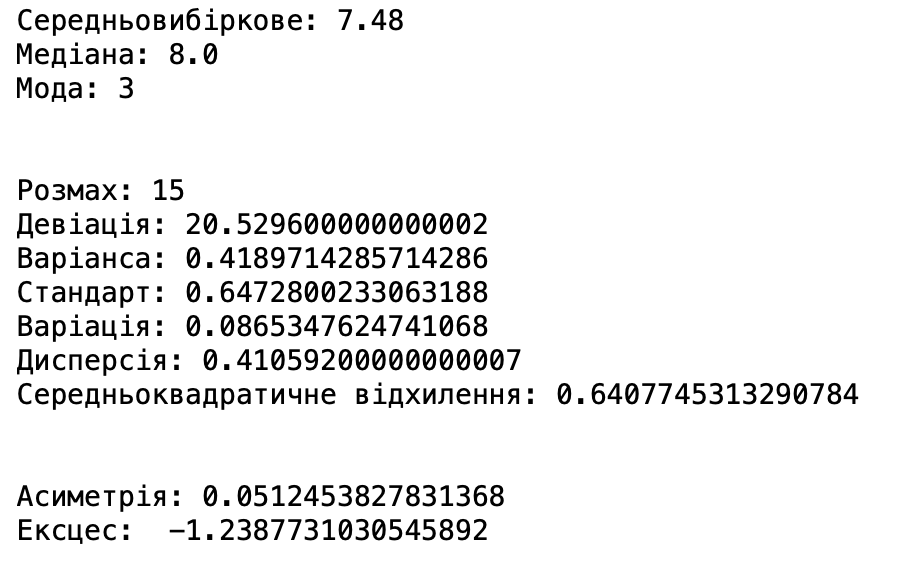 Середньовибіркове: 7.48
Медіана: 8.0
Мода: 3
Розмах: 15
Девіація: 20.529600000000002
Варіанса: 0.4189714285714286
Стандарт: 0.6472800233063188
Варіація: 0.0865347624741068
Дисперсія: 0.41059200000000007
Середньоквадратичне відхилення: 0.6407745313290784
Асиметрія: 0.0512453827831368
Ексцес:  -1.2387731030545892